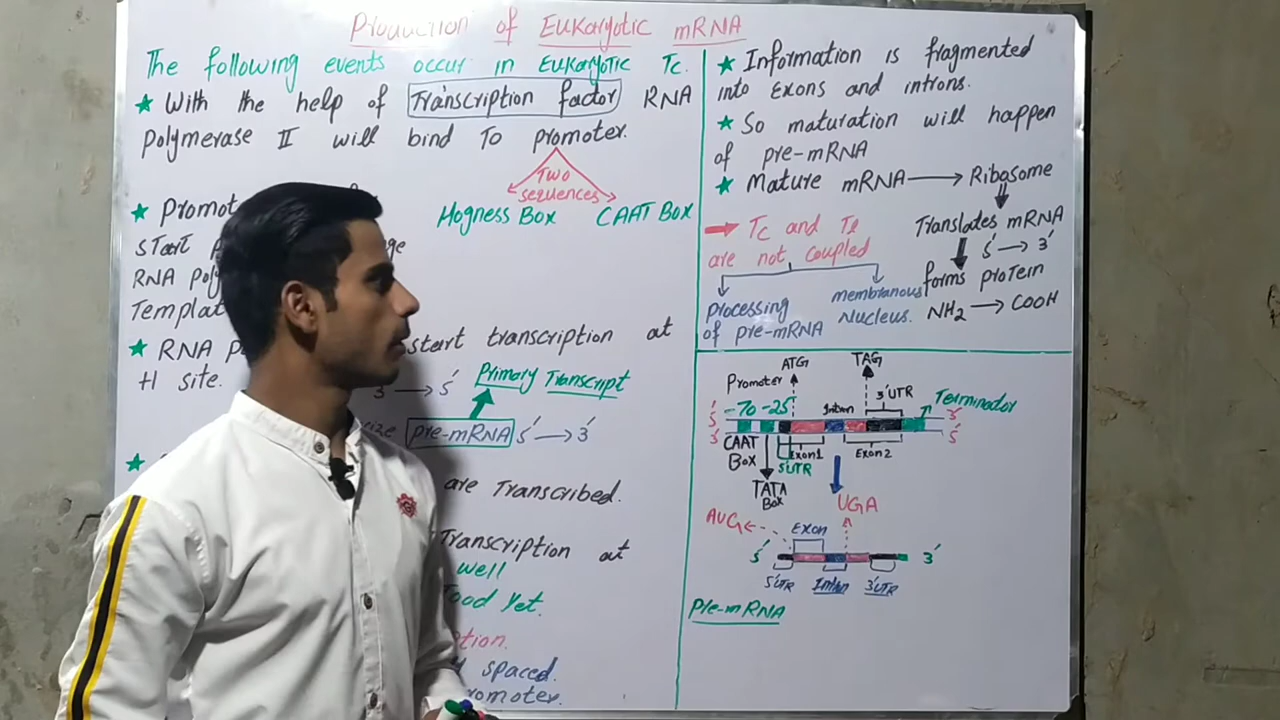 Production of Eukaryotic mRNA
The following events occur in Eukaryotic Tc.
★ With the help of Transcription factor RNA
polymerase II will bind To promoter.
Two
sequences
Hogness Box CAAT Box
★ Promot
start
RNA pol
Templat
★ RNA p start transcription at
+1 site.
3' → 5' Primary Transcript
pre-mRNA 5' → 3'
★
are Transcribed.
Transcription at
well
Tood yet.
tion.
spaced.
romoter.
★ Information is fragmented
into Exons and introns.
★ So maturation will happen
of pre-mRNA
★ Mature mRNA → Ribosome
Translates mRNA
5' → 3'
forms protein
NH2 → COOH
→ Tc and Tl
are not coupled
Processing
of pre-mRNA
membranous
Nucleus.
ATG TAG
Promoter 3'UTR
-70 -25 Intron Terminator
5' 3'
3' 5'
CAAT
Box
5'UTR Exon1 Exon 2
TATA
Box
AUG UGA
Exon
5' 3'
5'UTR Intron 3'UTR
Pre-mRNA